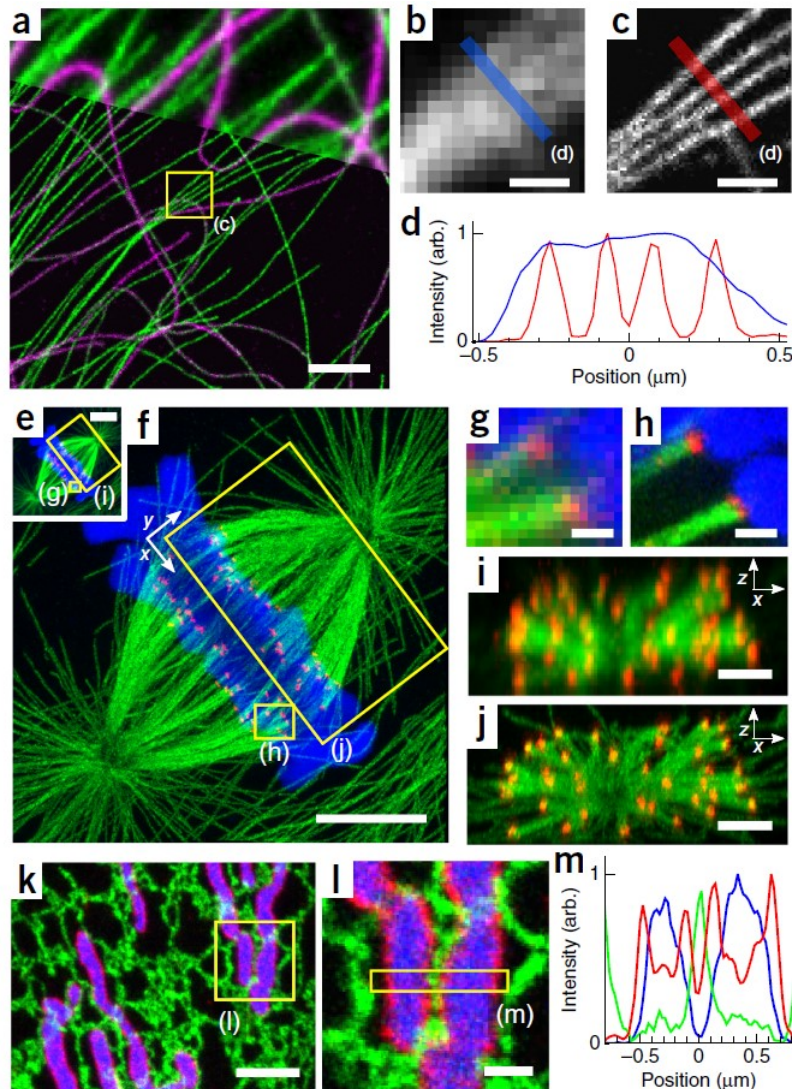 a
(c)
b
(d)
c
(d)
d
Intensity (arb.)
1
0
–0.5
0
0.5
Position (μm)
e
(g)
(i)
f
y
x
(h)
(j)
g
h
i
z
x
j
z
x
k
(l)
l
(m)
m
Intensity (arb.)
1
0
–0.5
0
0.5
Position (μm)